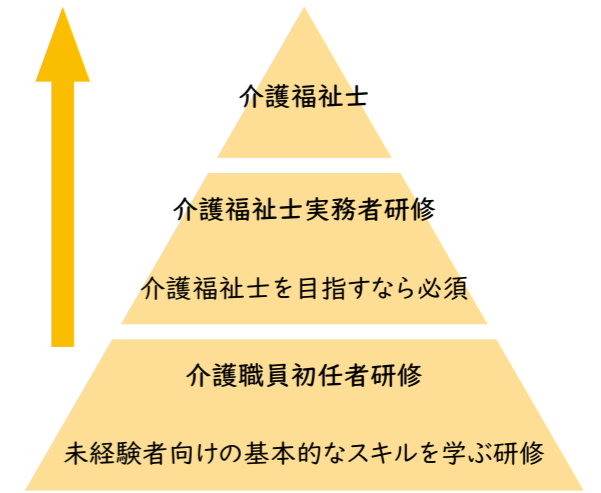 介護福祉士
介護福祉士実務者研修
介護福祉士を目指すなら必須
介護職員初任者研修
未経験者向けの基本的なスキルを学ぶ研修